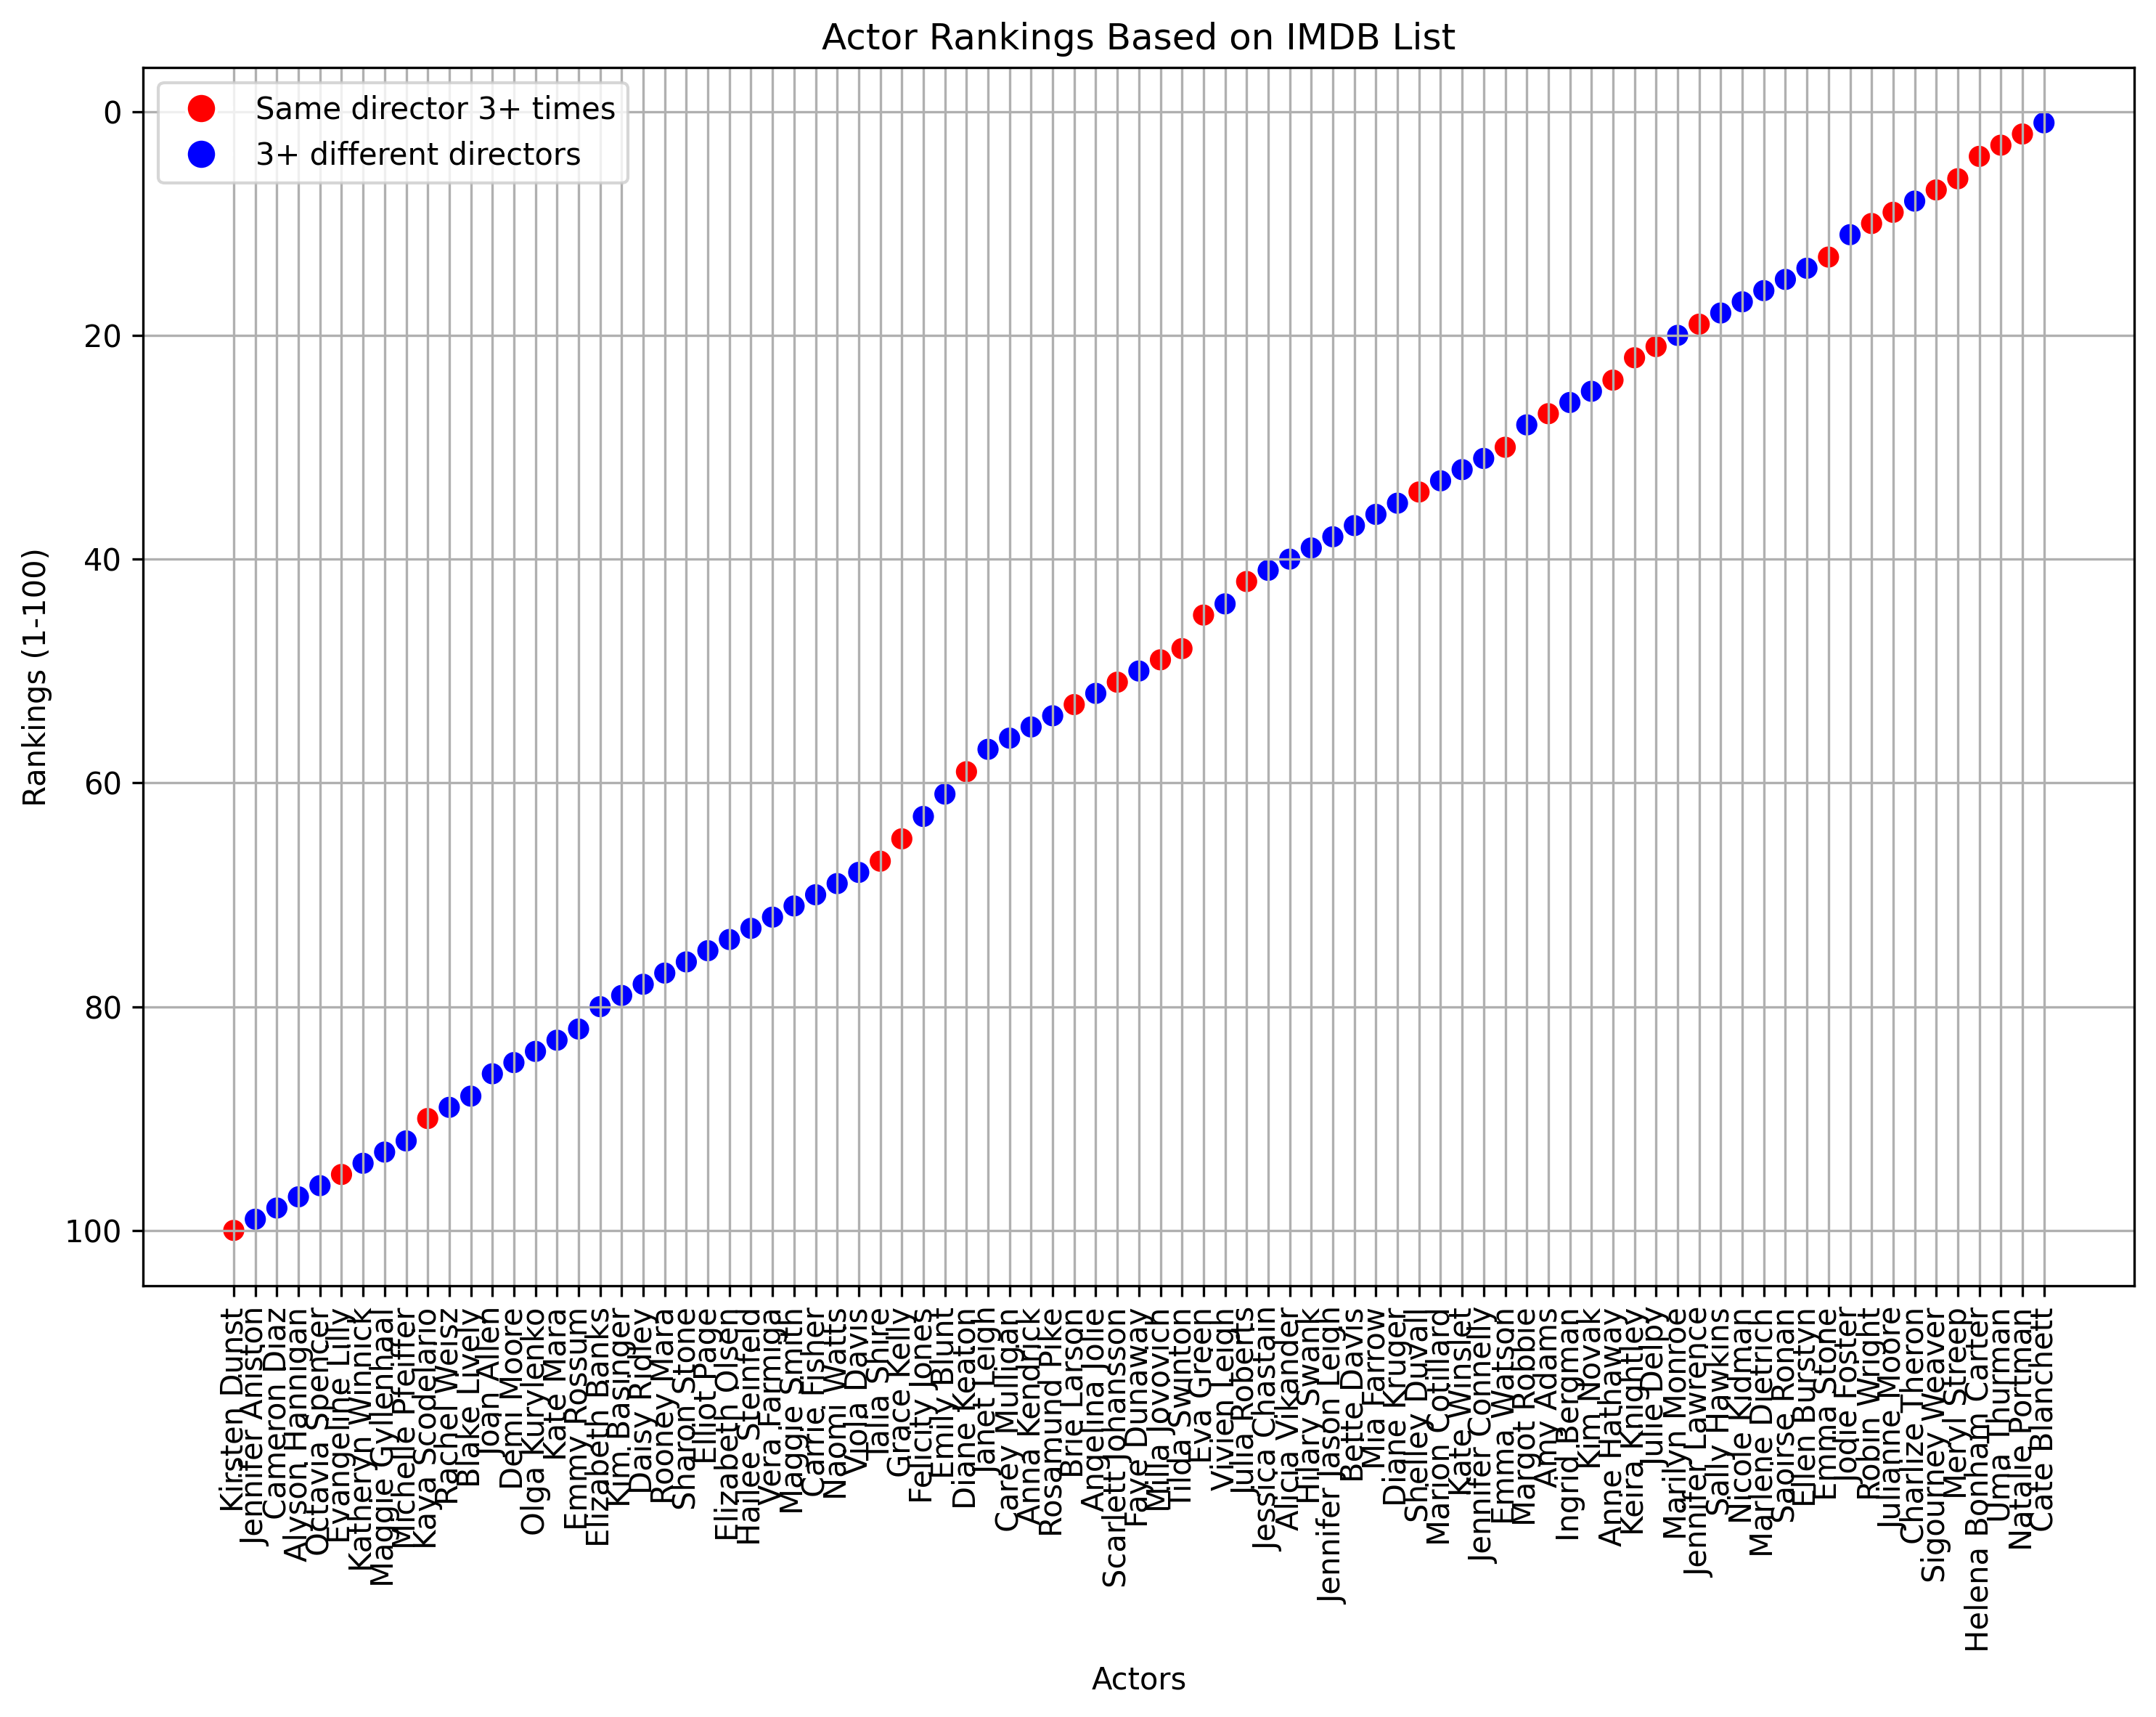 Actor Rankings Based on IMDB List
Same director 3+ times
3+ different directors
Rankings (1-100)
0
20
40
60
80
100
Kirsten Dunst
Jennifer Aniston
Cameron Diaz
Alyson Hannigan
Octavia Spencer
Evangeline Lilly
Katheryn Winnick
Maggie Gyllenhaal
Michelle Pfeiffer
Kaya Scodelario
Rachel Weisz
Blake Lively
Joan Allen
Demi Moore
Olga Kurylenko
Kate Mara
Emmy Rossum
Elizabeth Banks
Kim Basinger
Daisy Ridley
Rooney Mara
Sharon Stone
Elliot Page
Elizabeth Olsen
Hailee Steinfeld
Vera Farmiga
Maggie Smith
Carrie Fisher
Naomi Watts
Viola Davis
Talia Shire
Grace Kelly
Felicity Jones
Emily Blunt
Diane Keaton
Janet Leigh
Carey Mulligan
Anna Kendrick
Rosamund Pike
Brie Larson
Angelina Jolie
Scarlett Johansson
Faye Dunaway
Milla Jovovich
Tilda Swinton
Eva Green
Vivien Leigh
Julia Roberts
Jessica Chastain
Alicia Vikander
Hilary Swank
Jennifer Jason Leigh
Bette Davis
Mia Farrow
Diane Kruger
Shelley Duvall
Marion Cotillard
Kate Winslet
Jennifer Connelly
Emma Watson
Margot Robbie
Amy Adams
Ingrid Bergman
Kim Novak
Anne Hathaway
Keira Knightley
Julie Delpy
Marilyn Monroe
Jennifer Lawrence
Sally Hawkins
Nicole Kidman
Marlene Dietrich
Saoirse Ronan
Ellen Burstyn
Emma Stone
Jodie Foster
Robin Wright
Julianne Moore
Charlize Theron
Sigourney Weaver
Meryl Streep
Helena Bonham Carter
Uma Thurman
Natalie Portman
Cate Blanchett
Actors